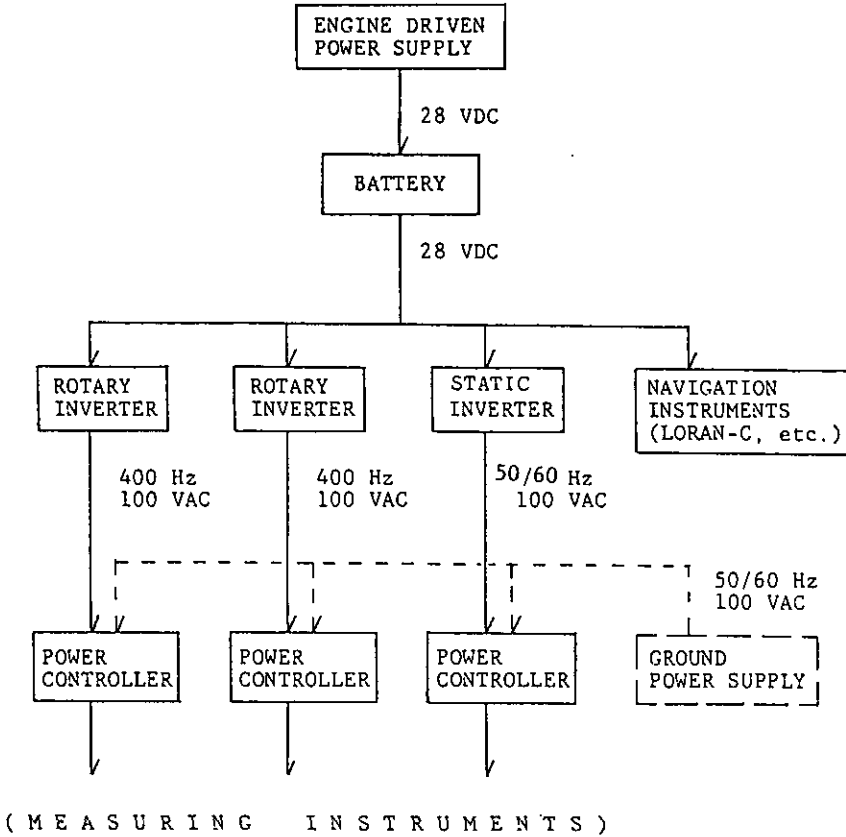 ENGINE DRIVEN
POWER SUPPLY
28 VDC
BATTERY
28 VDC
ROTARY
INVERTER
ROTARY
INVERTER
STATIC
INVERTER
NAVIGATION
INSTRUMENTS
(LORAN-C, etc.)
400 Hz
100 VAC
400 Hz
100 VAC
50/60 Hz
100 VAC
50/60 Hz
100 VAC
POWER
CONTROLLER
POWER
CONTROLLER
POWER
CONTROLLER
GROUND
POWER SUPPLY
( M E A S U R I N G   I N S T R U M E N T S )